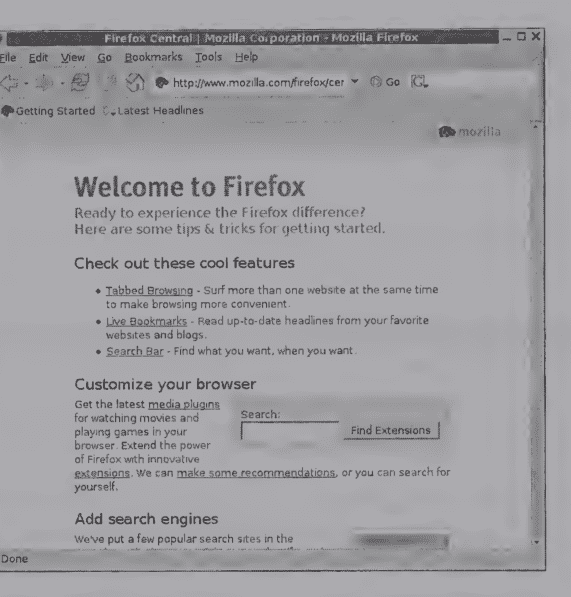 Firefox Central | Mozilla Corporation - Mozilla Firefox
File Edit View Go Bookmarks Tools Help
http://www.mozilla.com/firefox/cer Go
Getting Started Latest Headlines
mozilla
Welcome to Firefox
Ready to experience the Firefox difference?
Here are some tips & tricks for getting started.
Check out these cool features
• Tabbed Browsing - Surf more than one website at the same time
to make browsing more convenient.
• Live Bookmarks - Read up-to-date headlines from your favorite
websites and blogs.
• Search Bar - Find what you want, when you want.
Customize your browser
Get the latest media plugins
for watching movies and
playing games in your
browser. Extend the power
of Firefox with innovative
extensions. We can make some recommendations, or you can search for
yourself.
Search:
Find Extensions
Add search engines
We've put a few popular search sites in the
Done